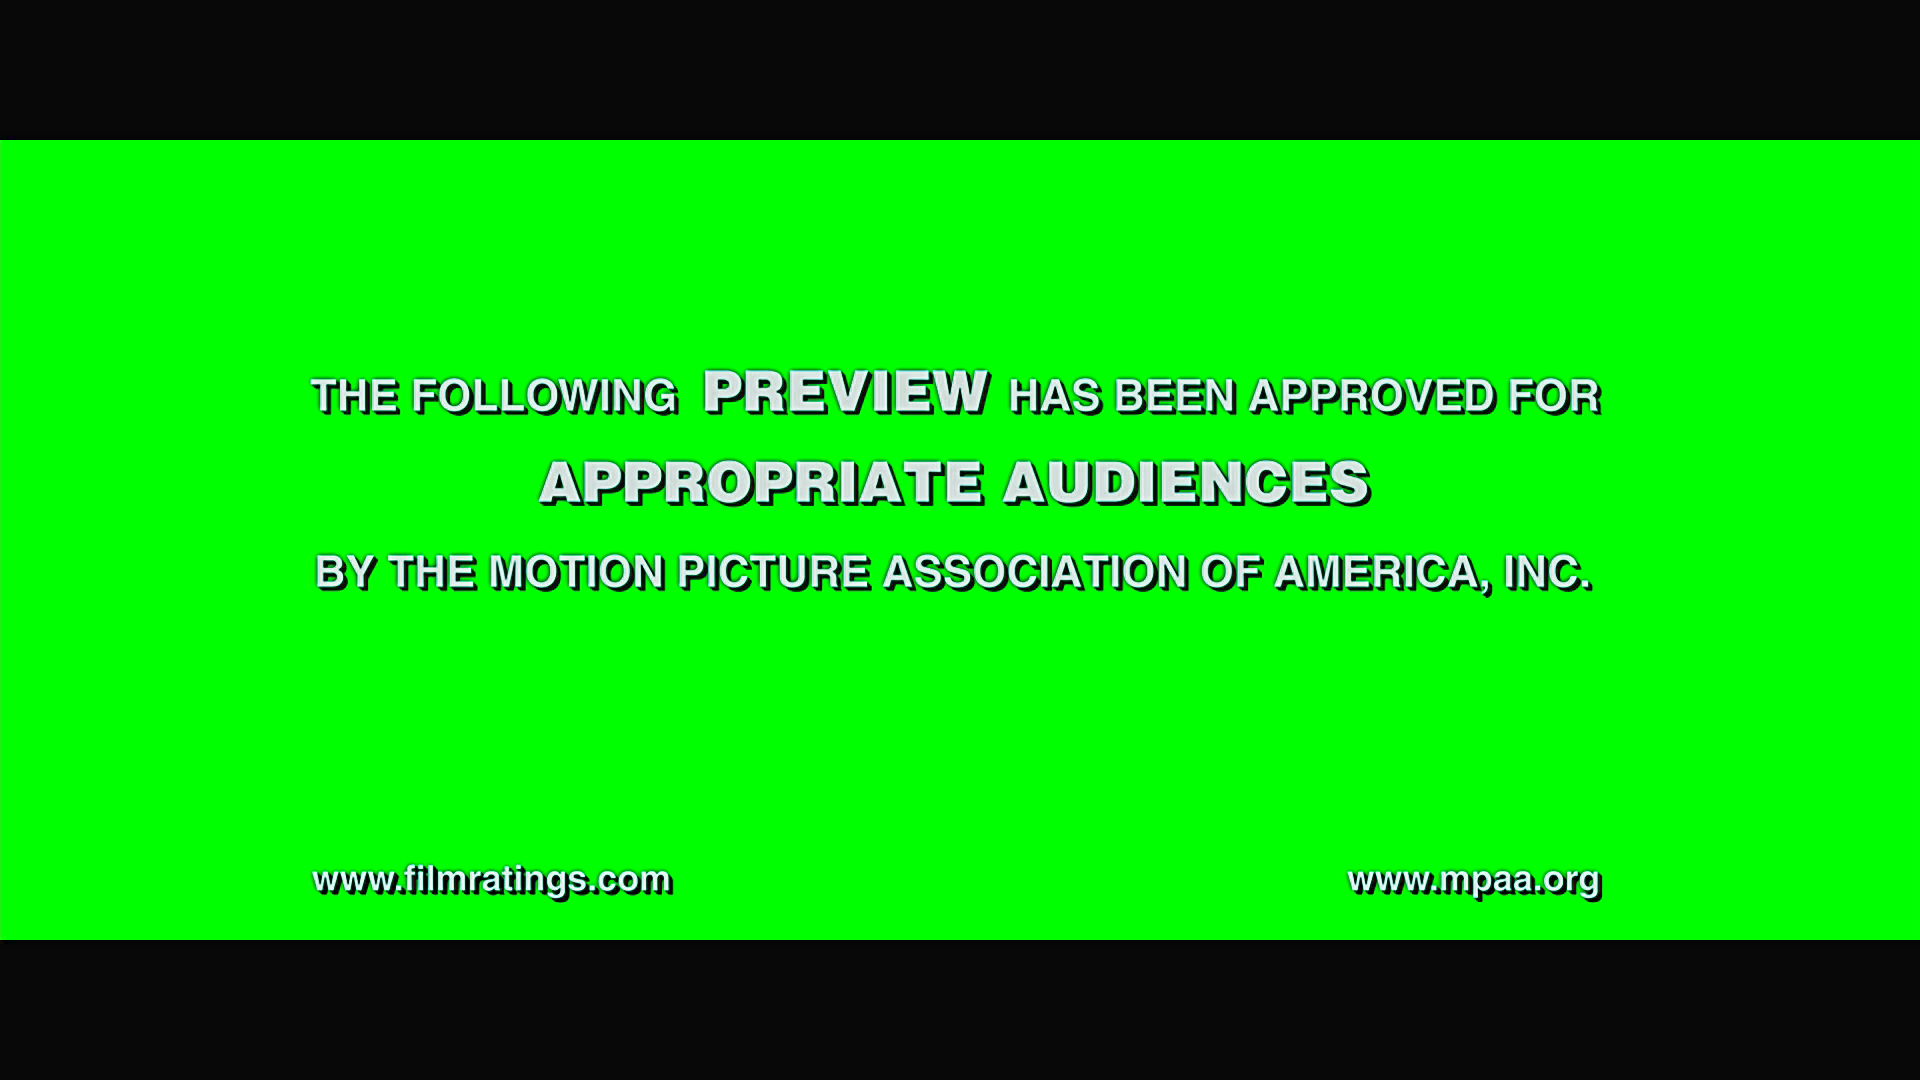 THE FOLLOWING PREVIEW HAS BEEN APPROVED FOR
APPROPRIATE AUDIENCES
BY THE MOTION PICTURE ASSOCIATION OF AMERICA, INC.
www.filmratings.com
www.mpaa.org